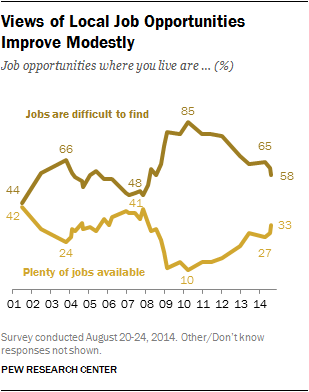 Views of Local Job Opportunities
Improve Modestly
Job opportunities where you live are ... (%)
Jobs are difficult to find
85
66
65
44
48
58
42
41
33
24
27
Plenty of jobs available
10
01 02 03 04 05 06 07 08 09 10 11 12 13 14
Survey conducted August 20-24, 2014. Other/Don't know
responses not shown.
PEW RESEARCH CENTER